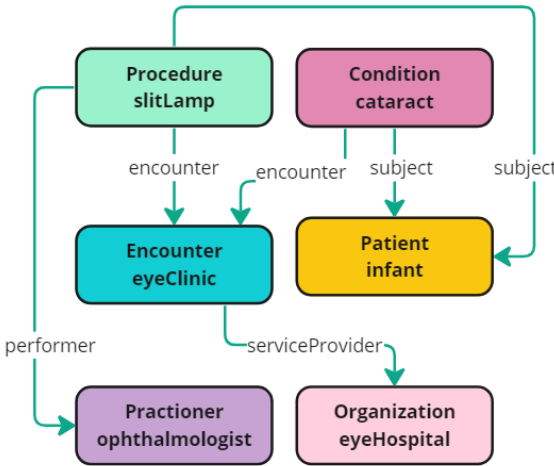 Procedure
slitLamp
Condition
cataract
encounter
encounter
subject
subject
Encounter
eyeClinic
Patient
infant
performer
serviceProvider
Practioner
ophthalmologist
Organization
eyeHospital